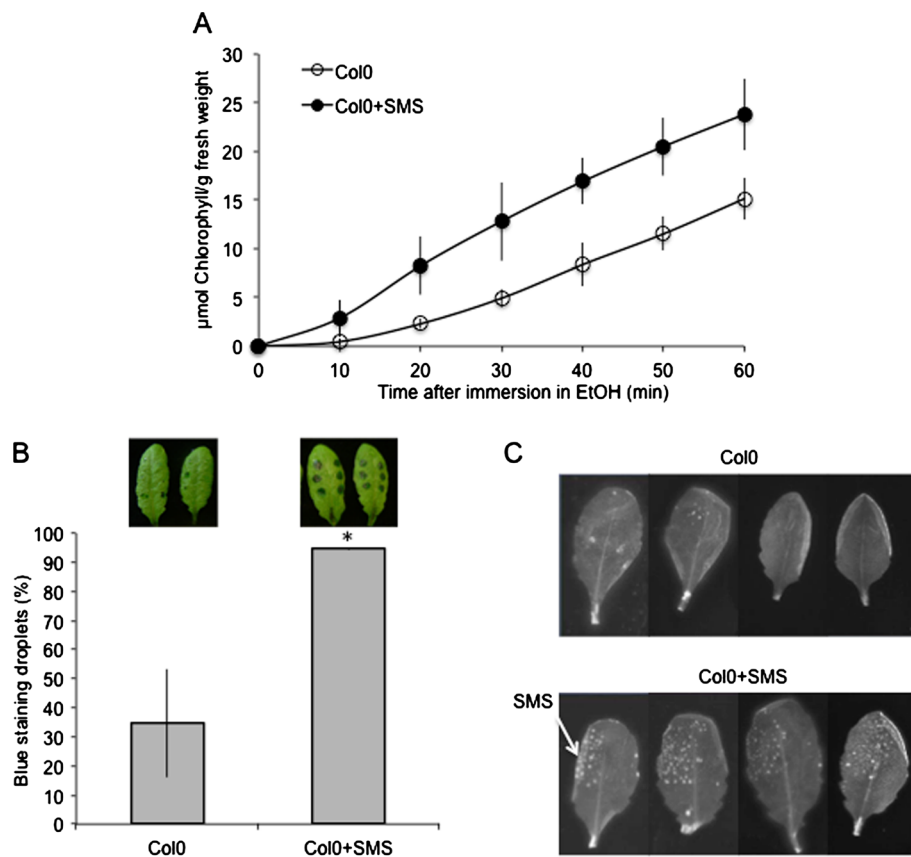 A
30
25
20
15
10
5
0
µmol Chlorophyll/g fresh weight
Col0
Col0+SMS
0 10 20 30 40 50 60
Time after immersion in EtOH (min)
B
100
90
80
70
60
50
40
30
20
10
0
Blue staining droplets (%)
*
Col0 Col0+SMS
C
Col0
Col0+SMS
SMS